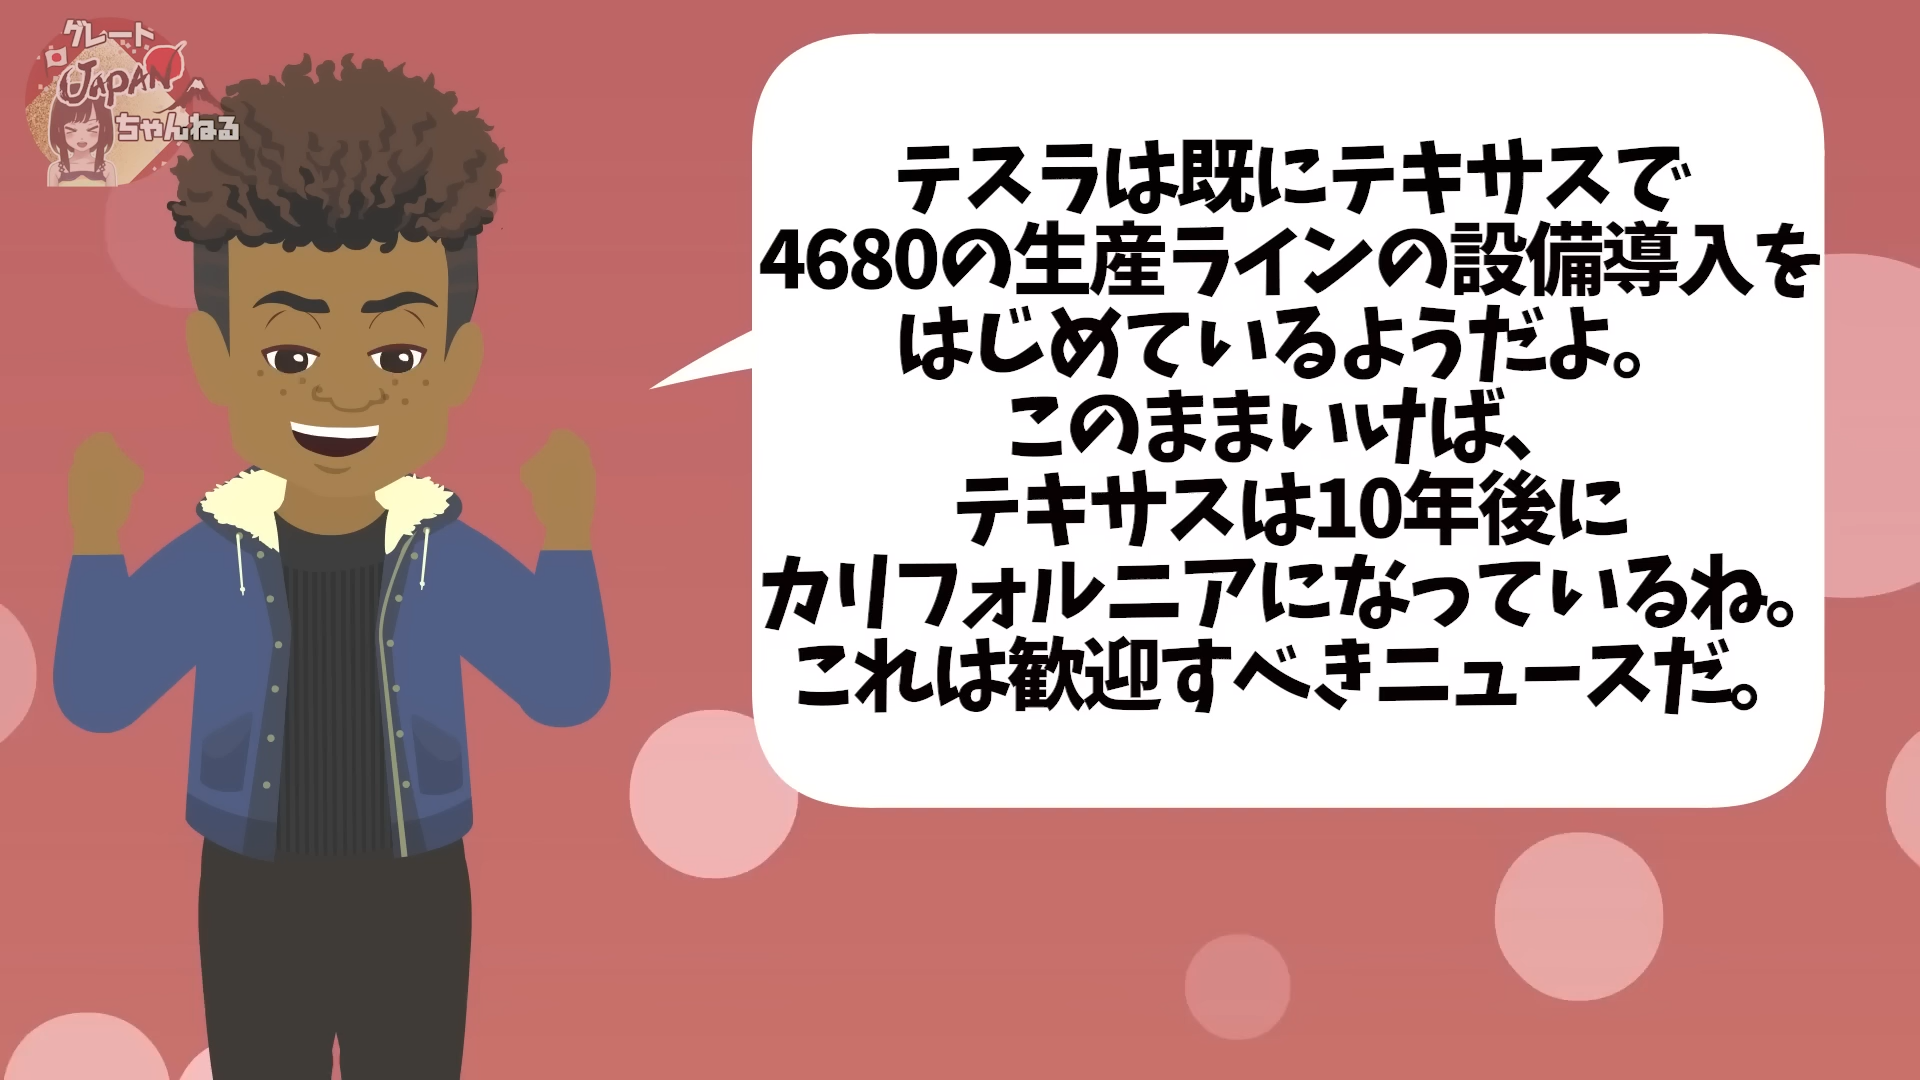 グレート
JAPAN
ちゃんねる
テスラは既にテキサスで
4680の生産ラインの設備導入を
はじめているようだよ。
このままいけば、
テキサスは10年後に
カリフォルニアになっているね。
これは歓迎すべきニュースだ。